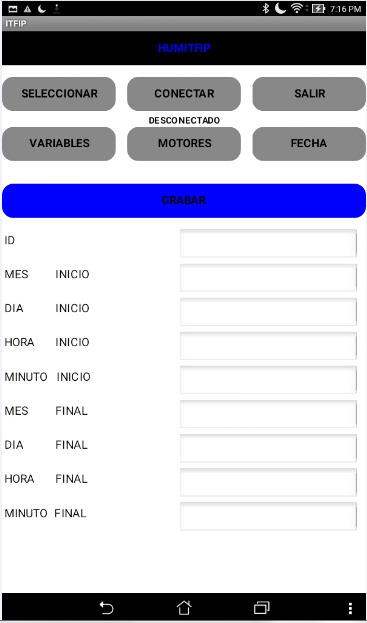 7:16 PM
ITFIP
HUMITFIP
SELECCIONAR CONECTAR SALIR
DESCONECTADO
VARIABLES MOTORES FECHA
GRABAR
ID
MES INICIO
DIA INICIO
HORA INICIO
MINUTO INICIO
MES FINAL
DIA FINAL
HORA FINAL
MINUTO FINAL